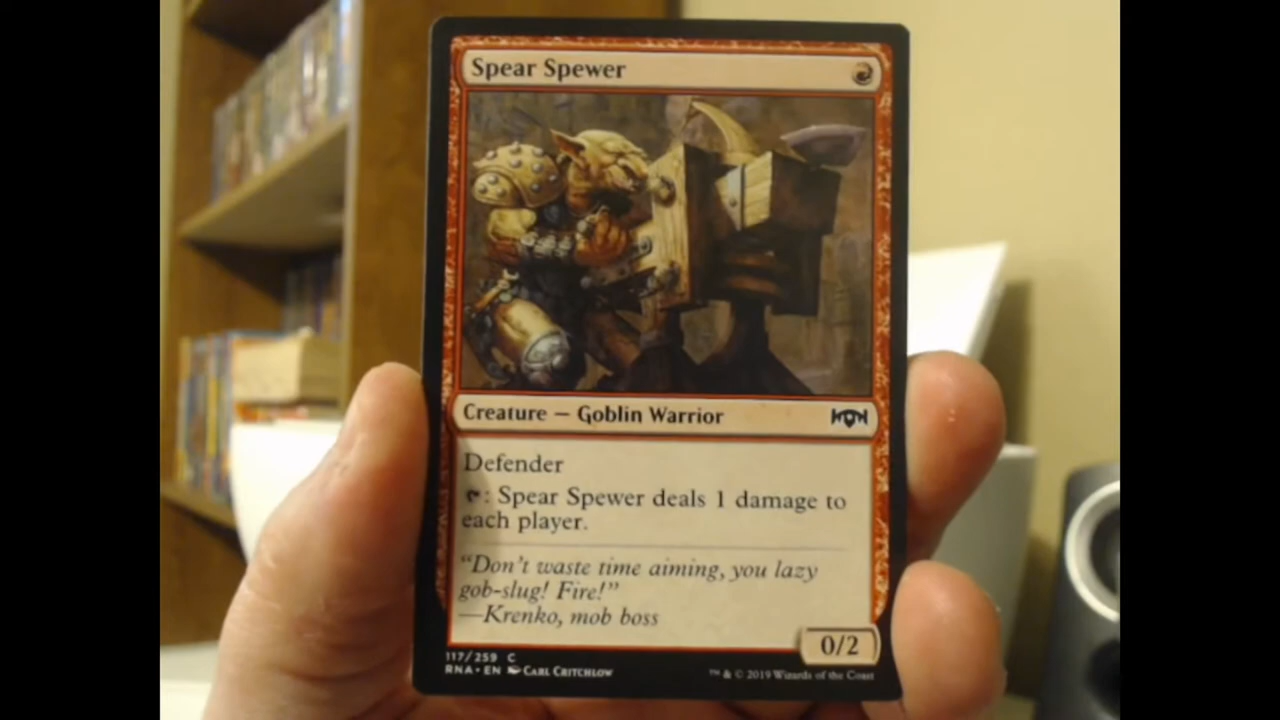 Spear Spewer
Creature — Goblin Warrior
Defender
: Spear Spewer deals 1 damage to
each player.
“Don’t waste time aiming, you lazy
gob-slug! Fire!”
—Krenko, mob boss
0/2
117/259 C
RNA • EN Carl Critchlow
™ & © 2019 Wizards of the Coast